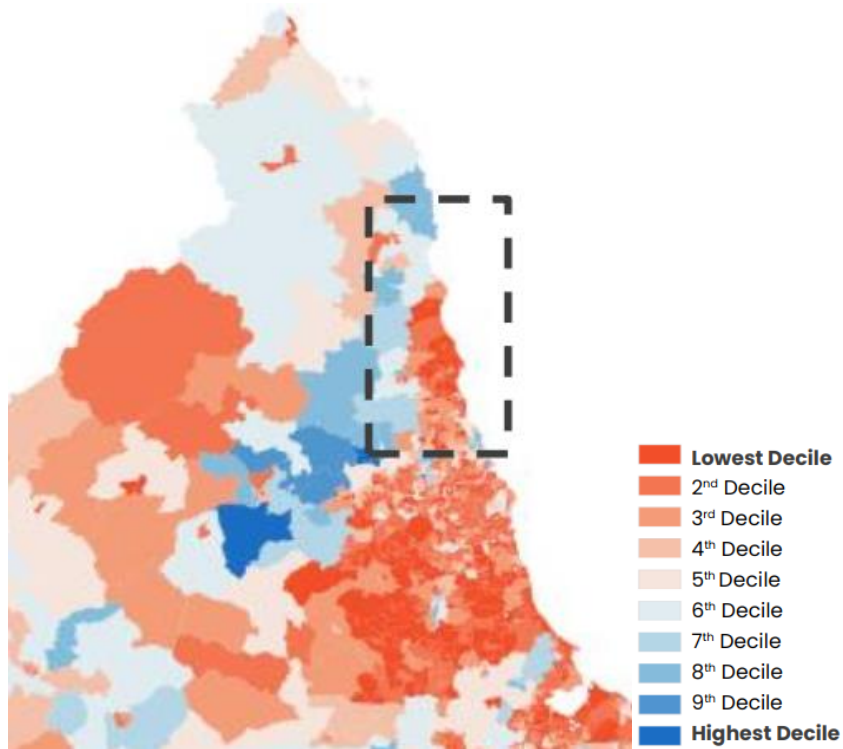 Lowest Decile
2nd Decile
3rd Decile
4th Decile
5th Decile
6th Decile
7th Decile
8th Decile
9th Decile
Highest Decile